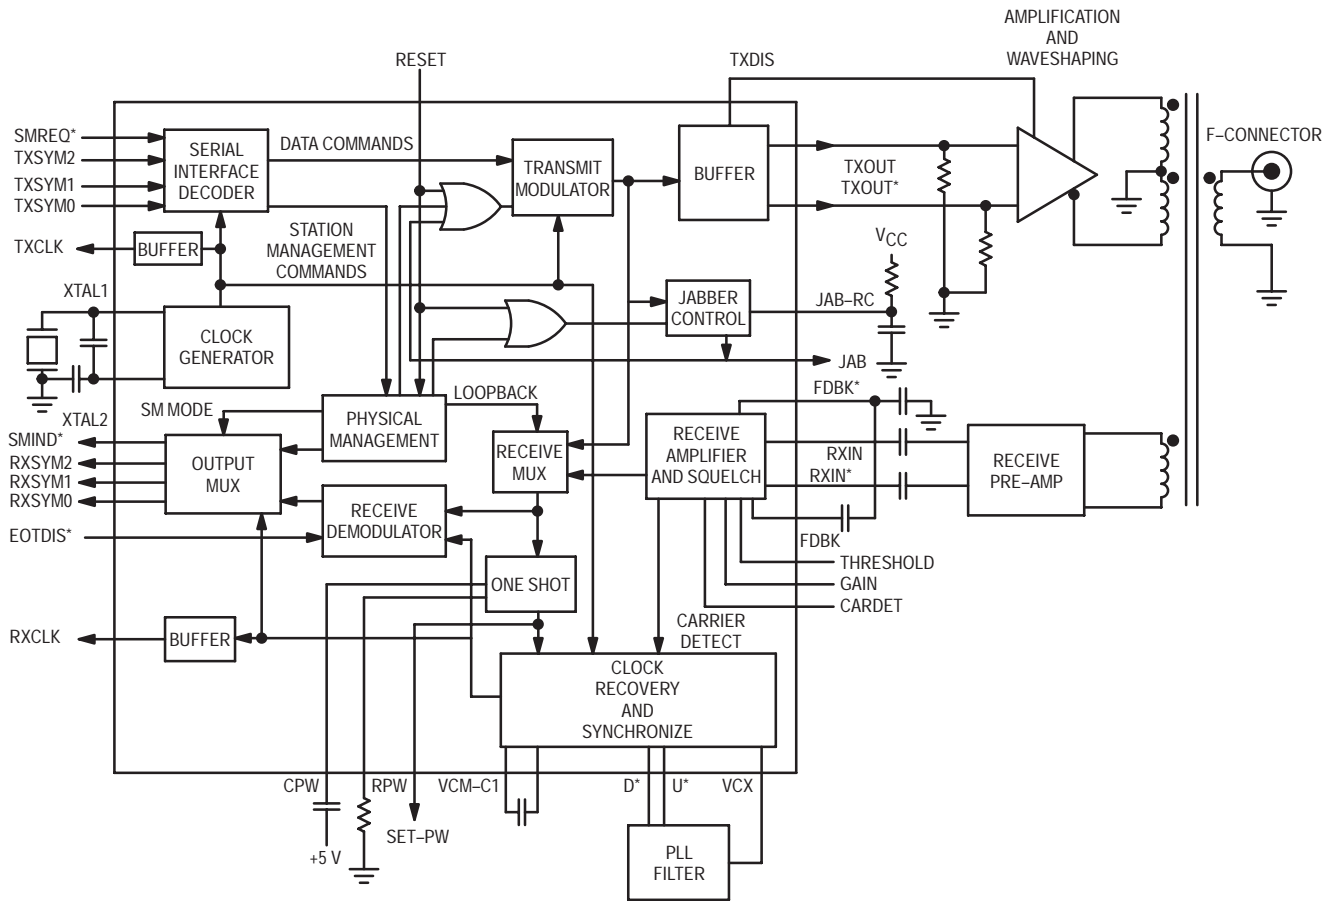 AMPLIFICATION
AND
WAVESHAPING
RESET
TXDIS
SMREQ*
TXSYM2
TXSYM1
TXSYM0
SERIAL
INTERFACE
DECODER
DATA COMMANDS
TRANSMIT
MODULATOR
BUFFER
TXOUT
TXOUT*
F–CONNECTOR
TXCLK
BUFFER
STATION
MANAGEMENT
COMMANDS
VCC
XTAL1
CLOCK
GENERATOR
JABBER
CONTROL
JAB–RC
JAB
XTAL2
SM MODE
PHYSICAL
MANAGEMENT
LOOPBACK
FDBK*
SMIND*
RXSYM2
RXSYM1
RXSYM0
OUTPUT
MUX
RECEIVE
MUX
RECEIVE
AMPLIFIER
AND SQUELCH
RXIN
RXIN*
RECEIVE
PRE–AMP
EOTDIS*
RECEIVE
DEMODULATOR
FDBK
THRESHOLD
GAIN
CARDET
ONE SHOT
CARRIER
DETECT
RXCLK
BUFFER
CLOCK
RECOVERY
AND
SYNCHRONIZE
CPW
RPW
VCM–C1
D*
U*
VCX
+5 V
SET–PW
PLL
FILTER